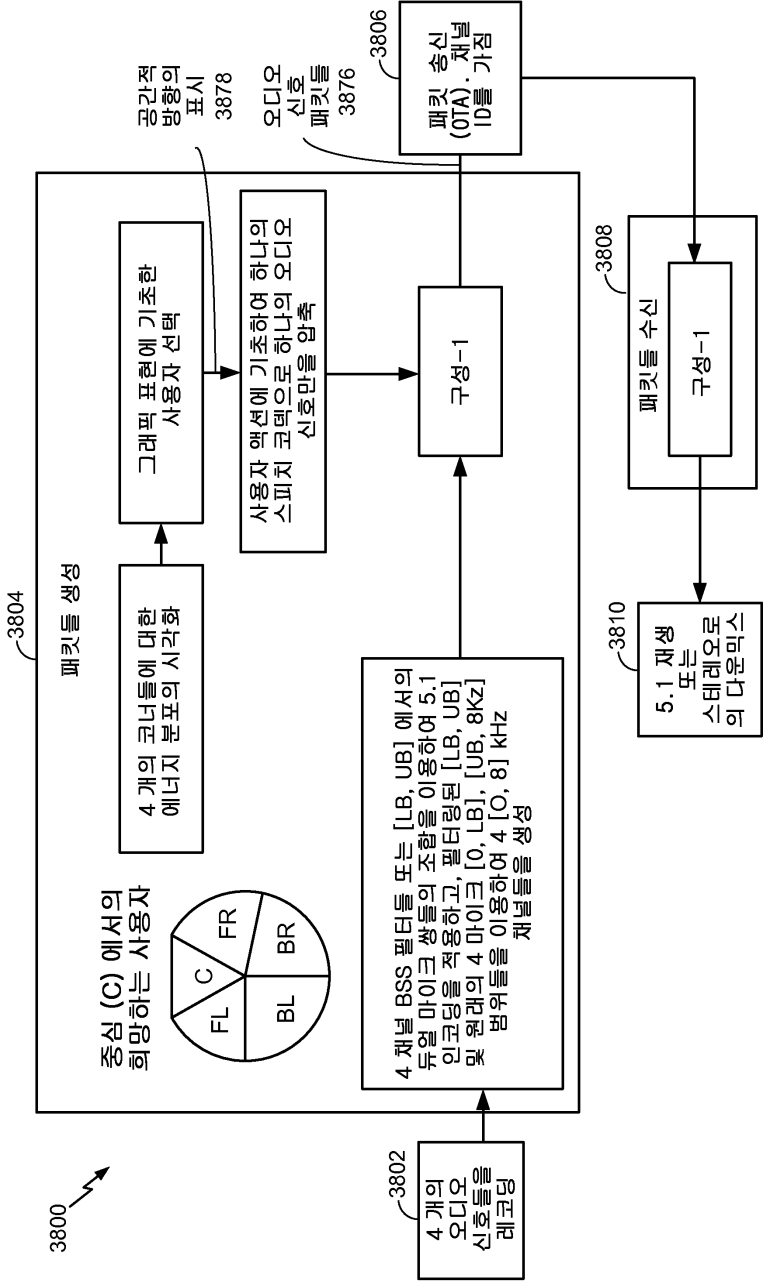 3800
3804
패킷들 생성
중심 (C) 에서의
희망하는 사용자
FL
C
FR
BL
BR
4 개의 코너들에 대한
에너지 분포의 시각화
그래픽 표현에 기초한
사용자 선택
공간적
방향의
표시
3878
사용자 액션에 기초하여 하나의
스피치 코덱으로 하나의 오디오
신호만을 압축
3802
4 개의
오디오
신호들을
레코딩
4 채널 BSS 필터들 또는 [LB, UB] 에서의
듀얼 마이크 쌍들의 조합을 이용하여 5.1
인코딩을 적용하고, 필터링된 [LB, UB]
및 원래의 4 마이크 [0, LB], [UB, 8Kz]
범위들을 이용하여 4 [O, 8] kHz
채널들을 생성
구성-1
오디오
신호
패킷들
3876
3806
패킷 송신
(OTA). 채널
ID를 가짐
3808
패킷들 수신
구성-1
3810
5.1 재생
또는
스테레오로
의 다운믹스